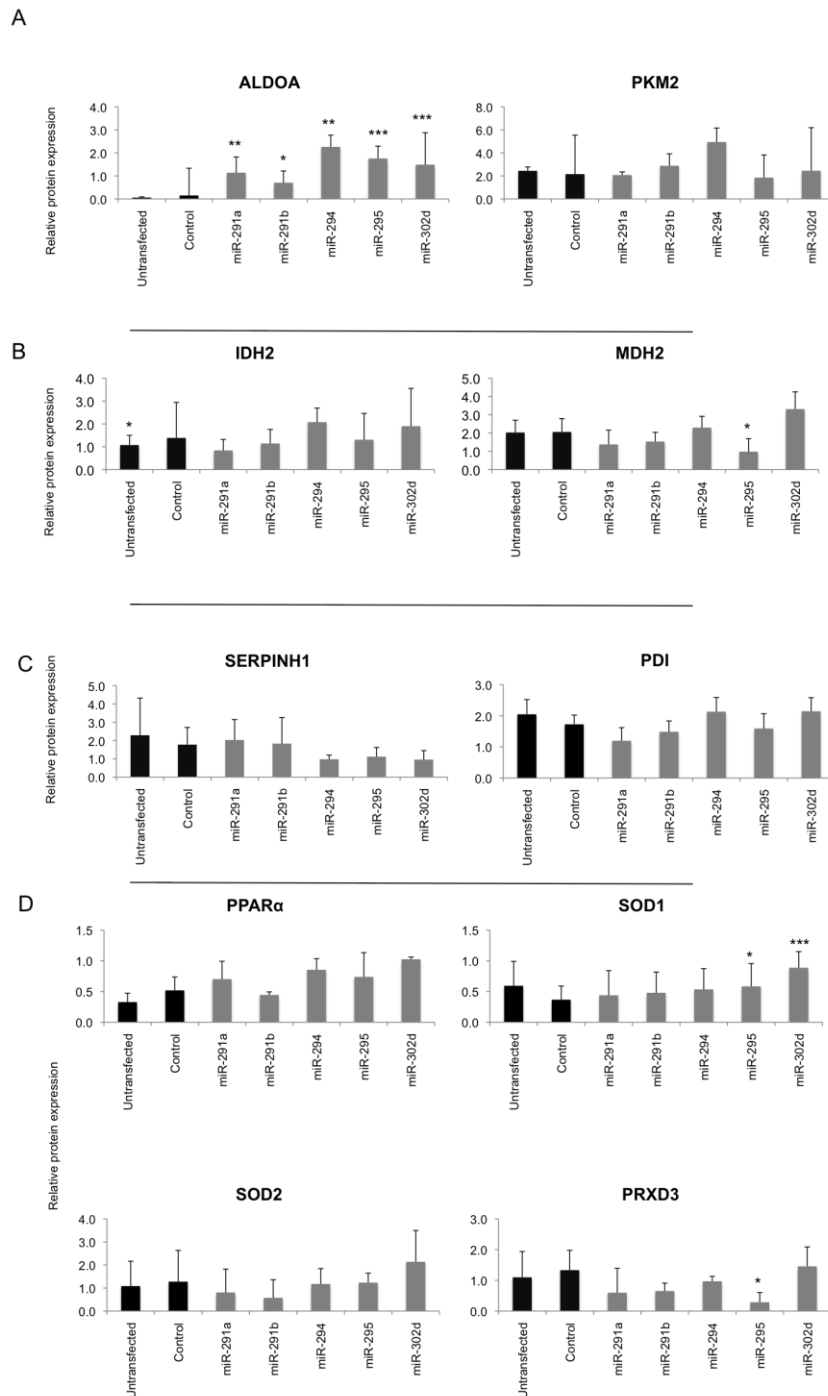 A
ALDOA PKM2
Relative protein expression
4.0 8.0
3.0 6.0
2.0 4.0
1.0 2.0
0.0 0.0
** * ** *** ***
Untransfected Control miR-291a miR-291b miR-294 miR-295 miR-302d Untransfected Control miR-291a miR-291b miR-294 miR-295 miR-302d
B
IDH2 MDH2
Relative protein expression
4.0 5.0
3.0 4.0
2.0 3.0
1.0 2.0
0.0 1.0
0.0
* *
Untransfected Control miR-291a miR-291b miR-294 miR-295 miR-302d Untransfected Control miR-291a miR-291b miR-294 miR-295 miR-302d
C
SERPINH1 PDI
Relative protein expression
5.0 3.0
4.0 2.0
3.0 1.0
2.0 0.0
1.0
0.0
Untransfected Control miR-291a miR-291b miR-294 miR-295 miR-302d Untransfected Control miR-291a miR-291b miR-294 miR-295 miR-302d
D
PPARα SOD1
Relative protein expression
1.5 1.5
1.0 1.0
0.5 0.5
0.0 0.0
* ***
Untransfected Control miR-291a miR-291b miR-294 miR-295 miR-302d Untransfected Control miR-291a miR-291b miR-294 miR-295 miR-302d
SOD2 PRXD3
4.0 3.0
3.0 2.0
2.0 1.0
1.0 0.0
0.0
*
Untransfected Control miR-291a miR-291b miR-294 miR-295 miR-302d Untransfected Control miR-291a miR-291b miR-294 miR-295 miR-302d